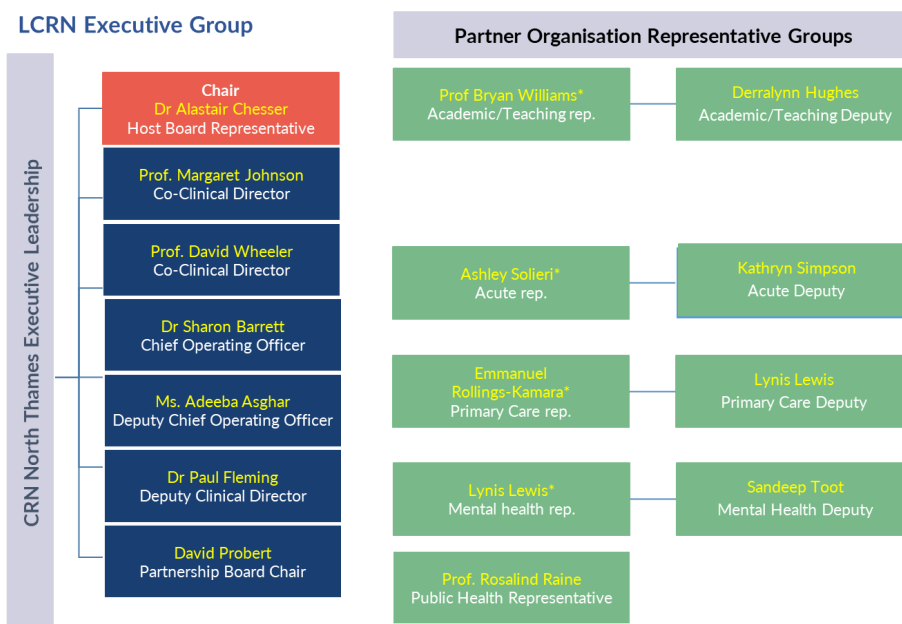 LCRN Executive Group
CRN North Thames Executive Leadership
Chair
Dr Alastair Chesser
Host Board Representative
Prof. Margaret Johnson
Co-Clinical Director
Prof. David Wheeler
Co-Clinical Director
Dr Sharon Barrett
Chief Operating Officer
Ms. Adeeba Asghar
Deputy Chief Operating Officer
Dr Paul Fleming
Deputy Clinical Director
David Probert
Partnership Board Chair
Partner Organisation Representative Groups
Prof Bryan Williams*
Academic/Teaching rep.
Derralynn Hughes
Academic/Teaching Deputy
Ashley Solieri*
Acute rep.
Kathryn Simpson
Acute Deputy
Emmanuel
Rollings-Kamara*
Primary Care rep.
Lynis Lewis
Primary Care Deputy
Lynis Lewis*
Mental health rep.
Sandeep Toot
Mental Health Deputy
Prof. Rosalind Raine
Public Health Representative